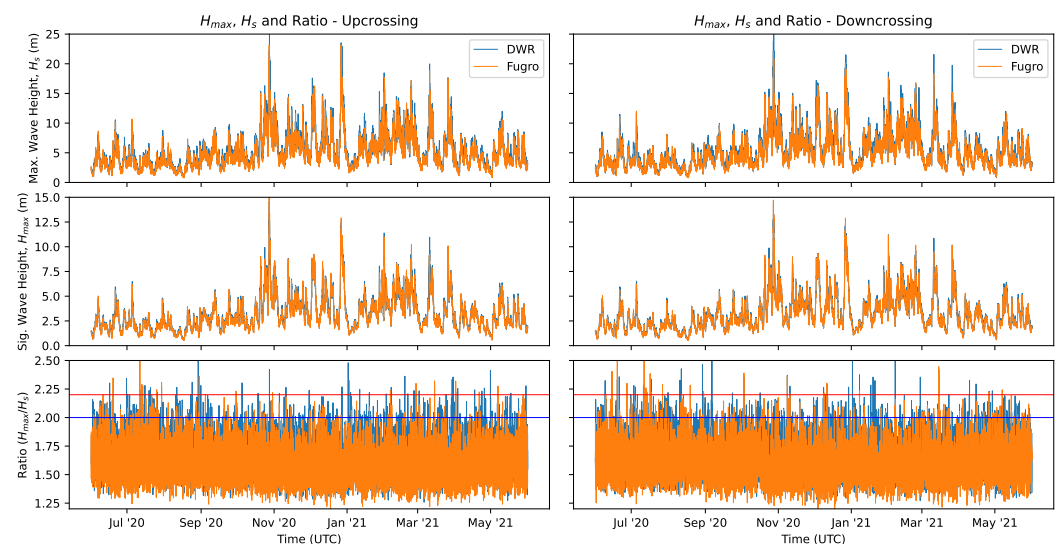 H_max, H_s and Ratio - Upcrossing
H_max, H_s and Ratio - Downcrossing
Max. Wave Height, H_s (m)
25
20
15
10
5
0
DWR
Fugro
DWR
Fugro
Sig. Wave Height, H_max (m)
15.0
12.5
10.0
7.5
5.0
2.5
0.0
Ratio (H_max/H_s)
2.50
2.25
2.00
1.75
1.50
1.25
Jul '20
Sep '20
Nov '20
Jan '21
Mar '21
May '21
Time (UTC)
Jul '20
Sep '20
Nov '20
Jan '21
Mar '21
May '21
Time (UTC)